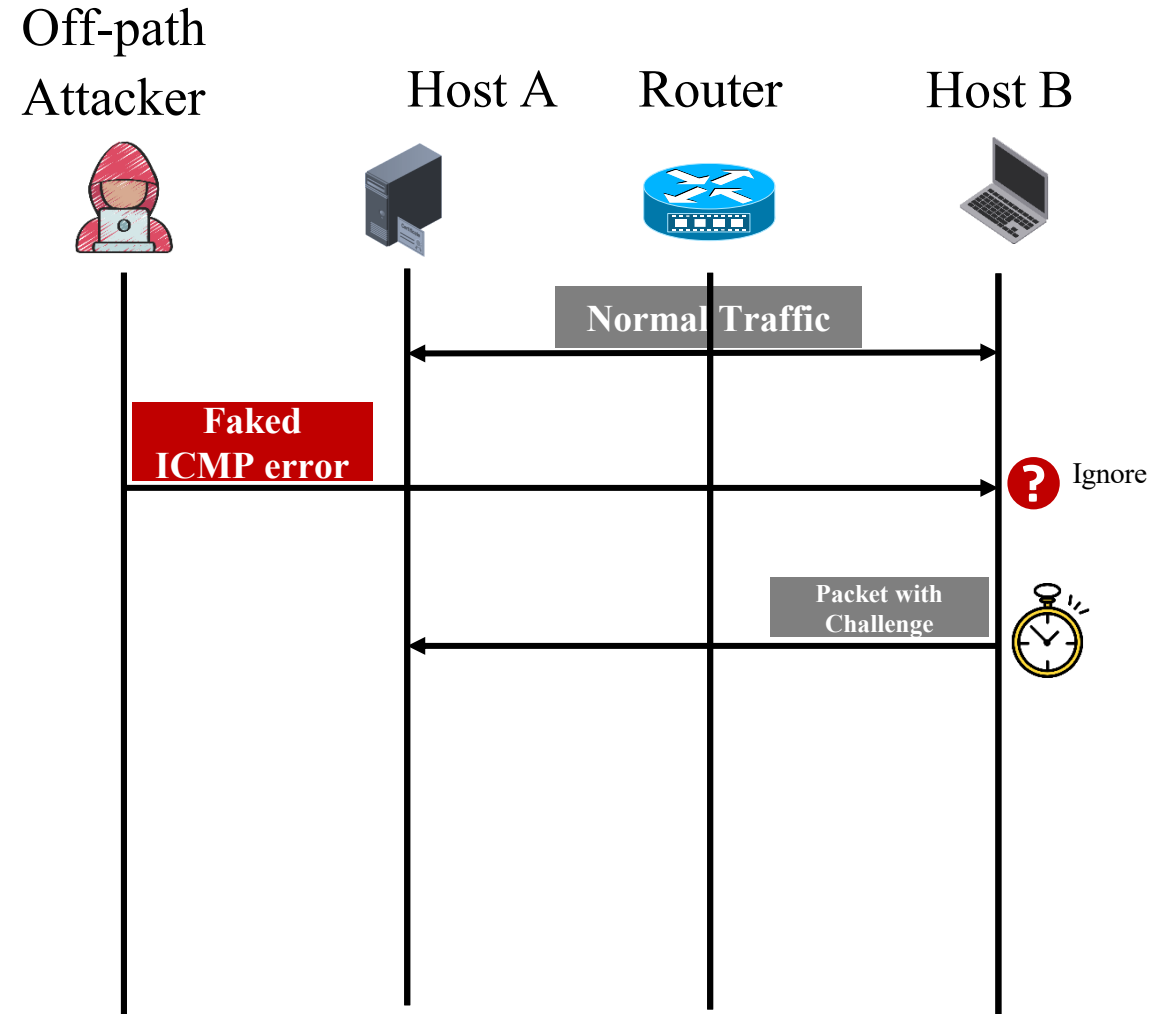 Off-path
Attacker
Host A
Router
Host B
Normal Traffic
Faked
ICMP error
Ignore
Packet with
Challenge